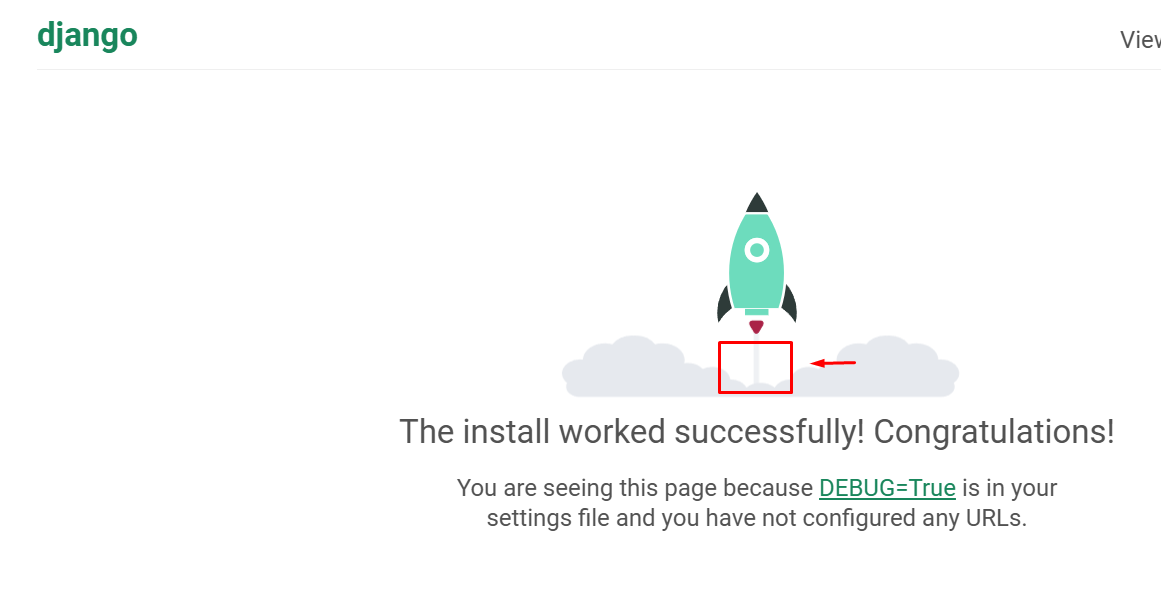 django
The install worked successfully! Congratulations!
You are seeing this page because DEBUG=True is in your
settings file and you have not configured any URLs.